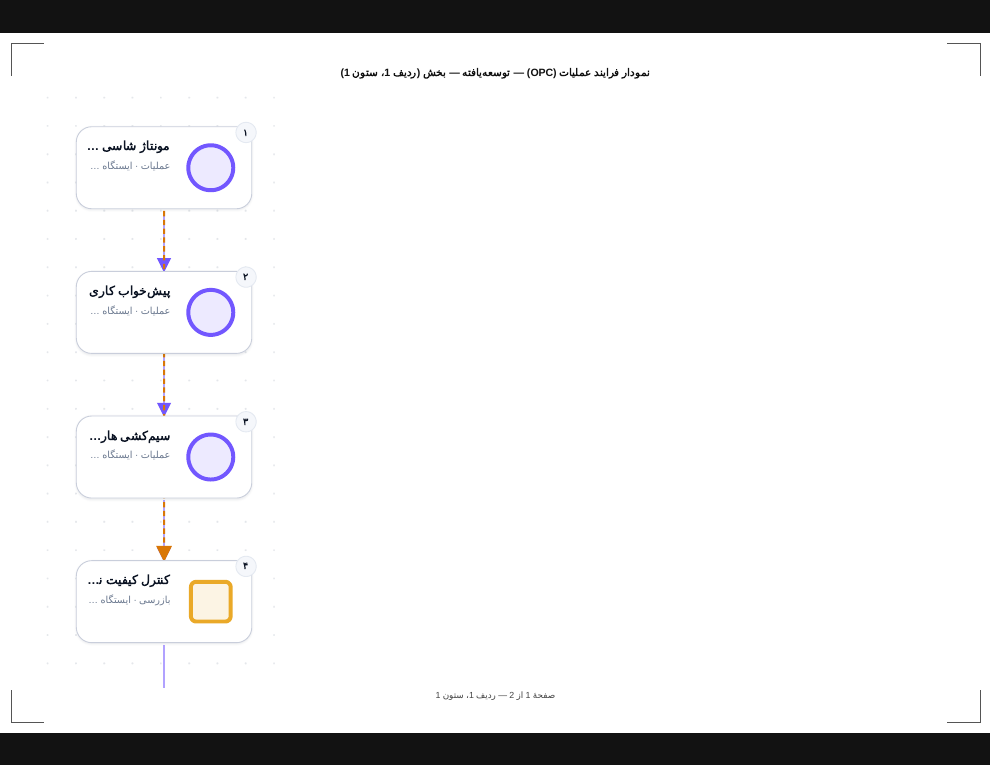 نمودار فرایند عملیات (OPC) — توسعه‌یافته — بخش (ردیف 1، ستون 1)
۱
مونتاژ شاسی ...
عملیات · ایستگاه ...
۲
پیش‌خواب کاری
عملیات · ایستگاه ...
۳
سیم‌کشی هار...
عملیات · ایستگاه ...
۴
کنترل کیفیت ن...
بازرسی · ایستگاه ...
صفحهٔ 1 از 2 — ردیف 1، ستون 1